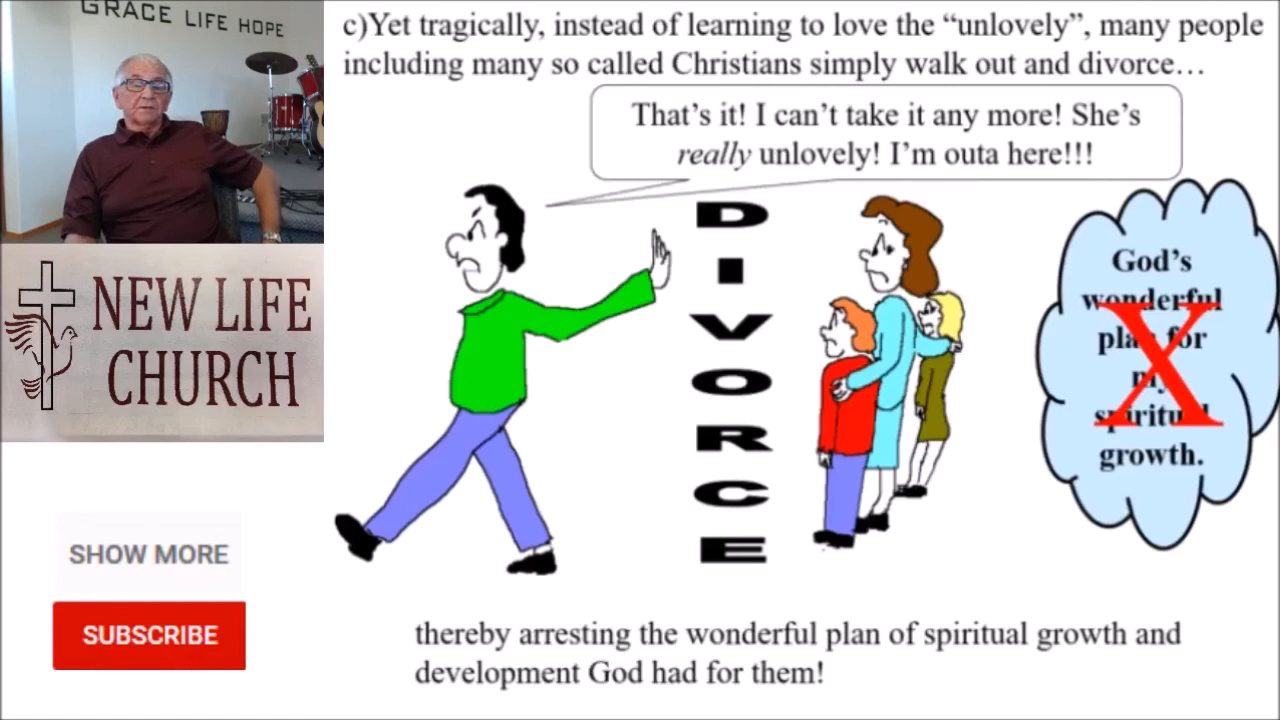 GRACE LIFE HOPE
c)Yet tragically, instead of learning to love the “unlovely”, many people
including many so called Christians simply walk out and divorce…
That’s it! I can’t take it any more! She’s
really unlovely! I’m outa here!!!
DIVORCE
God’s
wonderful
plan for
my
spiritual
growth.
X
NEW LIFE
CHURCH
SHOW MORE
SUBSCRIBE
thereby arresting the wonderful plan of spiritual growth and
development God had for them!